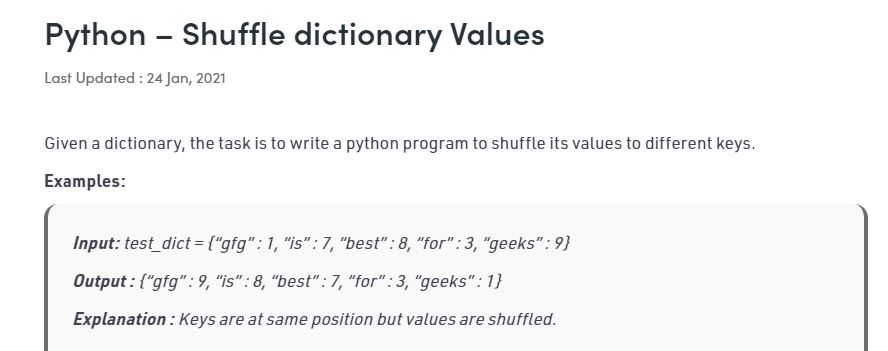 Python – Shuffle dictionary Values
Last Updated : 24 Jan, 2021
Given a dictionary, the task is to write a python program to shuffle its values to different keys.
Examples:
Input: test_dict = {“gfg” : 1, “is” : 7, “best” : 8, “for” : 3, “geeks” : 9}
Output : {“gfg” : 9, “is” : 8, “best” : 7, “for” : 3, “geeks” : 1}
Explanation : Keys are at same position but values are shuffled.